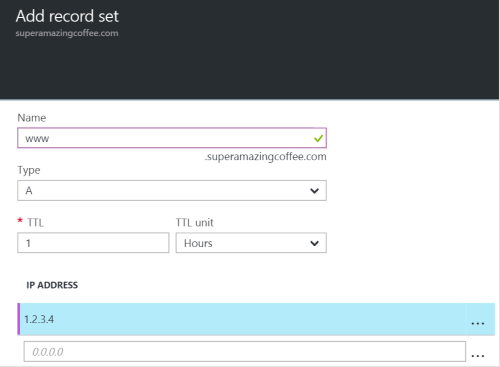 Add record set
superamazingcoffee.com
Name
www
.superamazingcoffee.com
Type
A
* TTL
TTL unit
1
Hours
IP ADDRESS
1.2.3.4
...
0.0.0.0
...